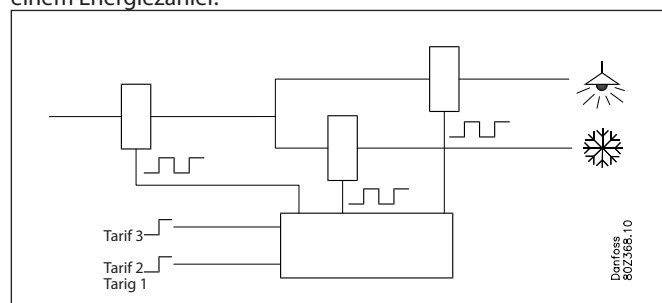 einem Energiezähler.
Tarif 3
Tarif 2
Tarig 1
Danfoss
80Z368.10